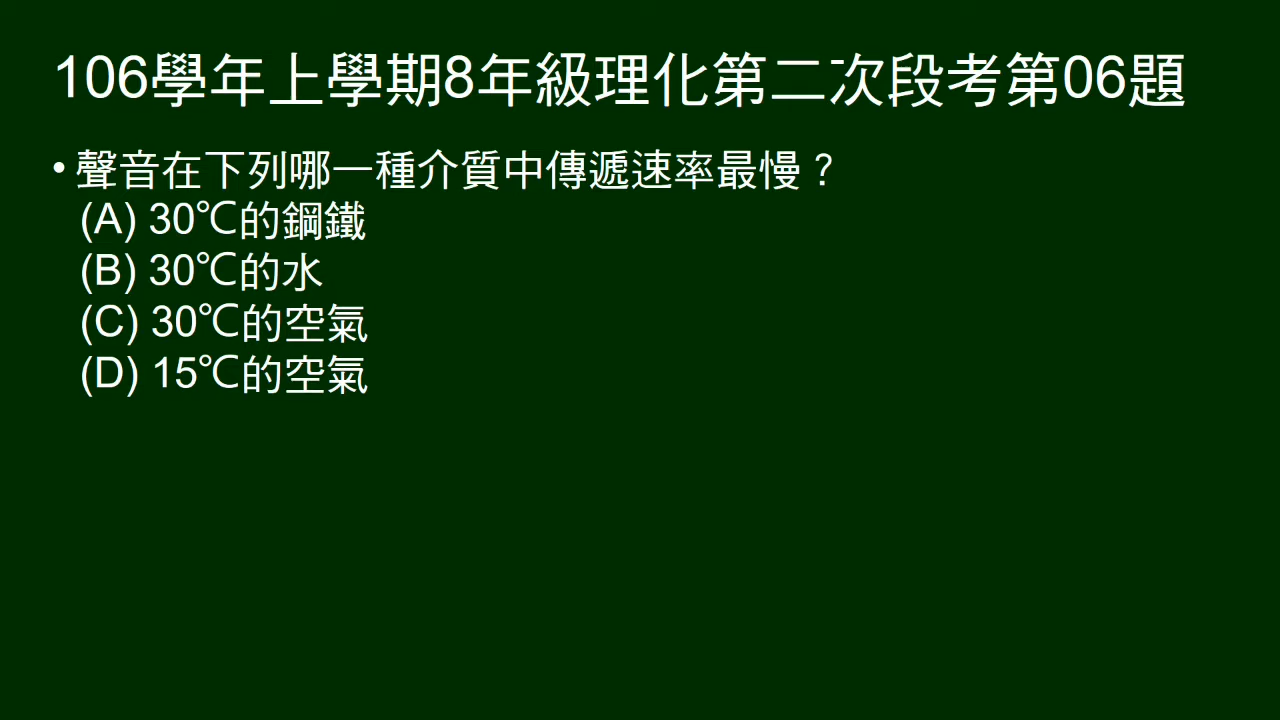 106學年上學期8年級理化第二次段考第06題
• 聲音在下列哪一種介質中傳遞速率最慢？
(A) 30℃的鋼鐵
(B) 30℃的水
(C) 30℃的空氣
(D) 15℃的空氣